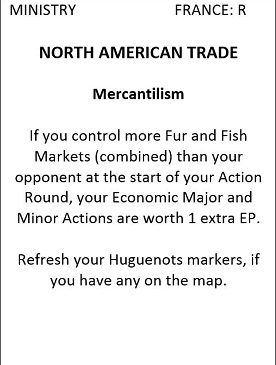 MINISTRY FRANCE: R
NORTH AMERICAN TRADE
Mercantilism
If you control more Fur and Fish
Markets (combined) than your
opponent at the start of your Action
Round, your Economic Major and
Minor Actions are worth 1 extra EP.
Refresh your Huguenots markers, if
you have any on the map.